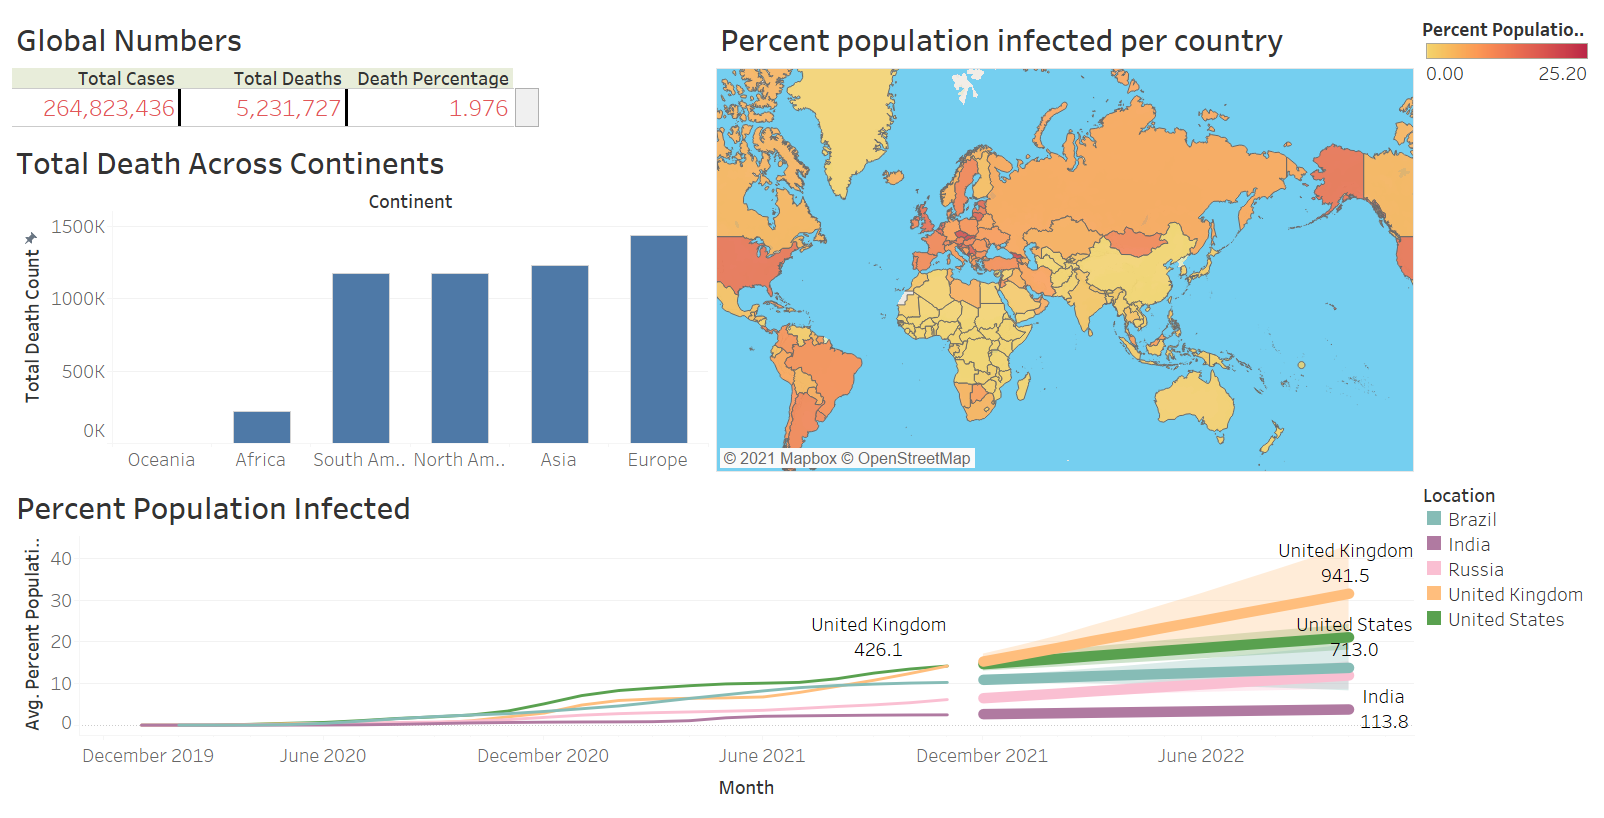 Global Numbers
Total Cases Total Deaths Death Percentage
264,823,436 5,231,727 1.976
Total Death Across Continents
Continent
Total Death Count
1500K
1000K
500K
0K
Oceania Africa South Am.. North Am.. Asia Europe
Percent population infected per country
© 2021 Mapbox © OpenStreetMap
Percent Populatio..
0.00 25.20
Percent Population Infected
Avg. Percent Populati..
40
30
20
10
0
United Kingdom
426.1
United Kingdom
941.5
United States
713.0
India
113.8
December 2019 June 2020 December 2020 June 2021 December 2021 June 2022
Month
Location
Brazil
India
Russia
United Kingdom
United States